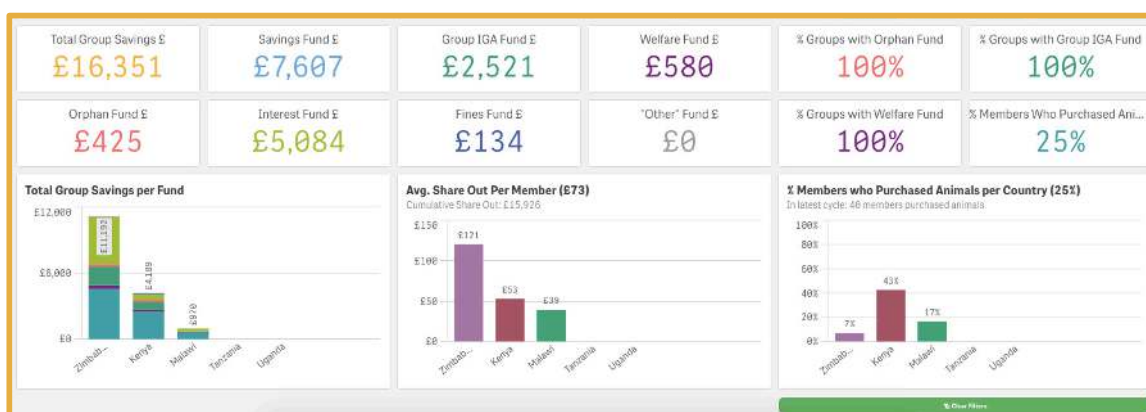 Total Group Savings £
£16,351
Savings Fund £
£7,607
Group IGA Fund £
£2,521
Welfare Fund £
£580
% Groups with Orphan Fund
100%
% Groups with Group IGA Fund
100%
Orphan Fund £
£425
Interest Fund £
£5,084
Fines Fund £
£134
"Other" Fund £
£0
% Groups with Welfare Fund
100%
% Members Who Purchased Ani...
25%
Total Group Savings per Fund
£12,000
£6,000
£0
£11,192
£4,189
£970
Zimbab...
Kenya
Malawi
Tanzania
Uganda
Avg. Share Out Per Member (£73)
Cumulative Share Out: £15,926
£150
£100
£50
£0
£121
£53
£39
Zimbab...
Kenya
Malawi
Tanzania
Uganda
% Members who Purchased Animals per Country (25%)
In latest cycle: 40 members purchased animals
100%
80%
60%
40%
20%
0%
7%
43%
17%
Zimbab...
Kenya
Malawi
Tanzania
Uganda
Clear Filters